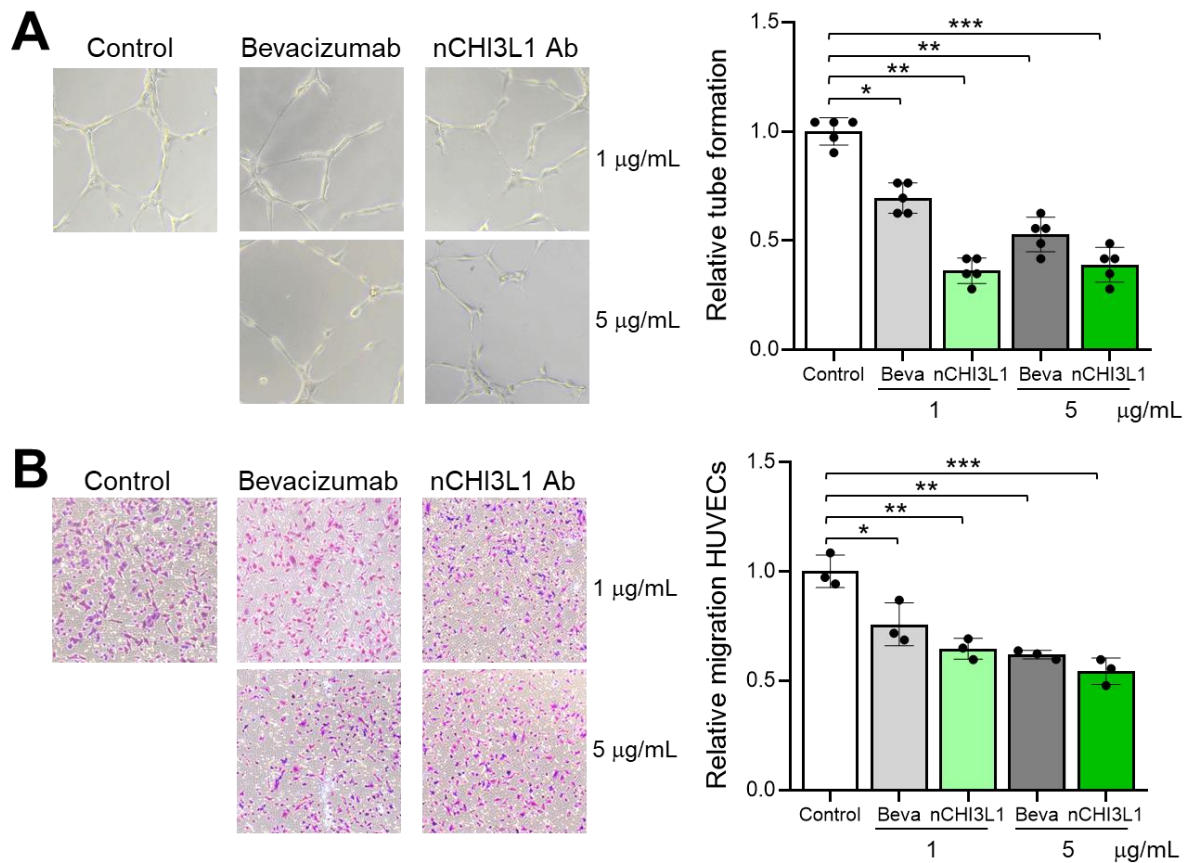 A
Control
Bevacizumab
nCHI3L1 Ab
1 μg/mL
5 μg/mL
Relative tube formation
1.5
1.0
0.5
0.0
***
**
**
*
Control
Beva nCHI3L1
Beva nCHI3L1
1
5
μg/mL
B
Control
Bevacizumab
nCHI3L1 Ab
1 μg/mL
5 μg/mL
Relative migration HUVECs
1.5
1.0
0.5
0.0
***
**
**
*
Control
Beva nCHI3L1
Beva nCHI3L1
1
5
μg/mL